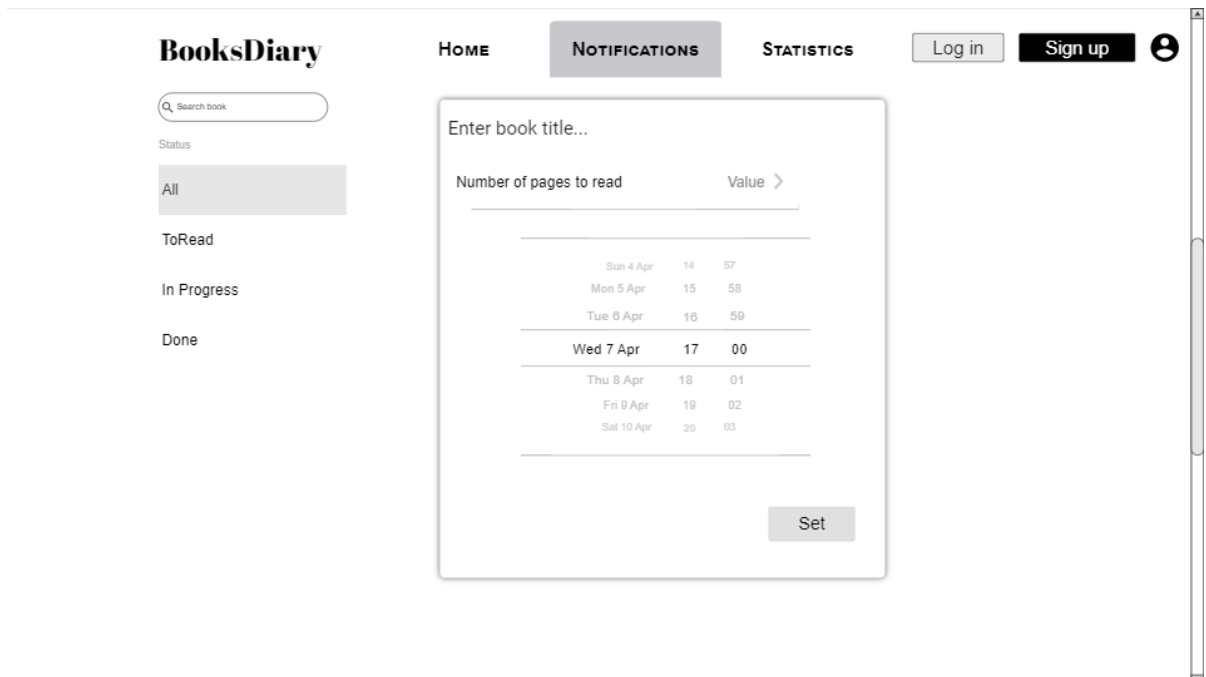 BooksDiary Home Notifications Statistics Log in Sign up
Search book
Status
All
ToRead
In Progress
Done
Enter book title...
Number of pages to read Value
Sun 4 Apr 14 57
Mon 5 Apr 15 58
Tue 6 Apr 16 59
Wed 7 Apr 17 00
Thu 8 Apr 18 01
Fri 9 Apr 19 02
Sat 10 Apr 20 03
Set